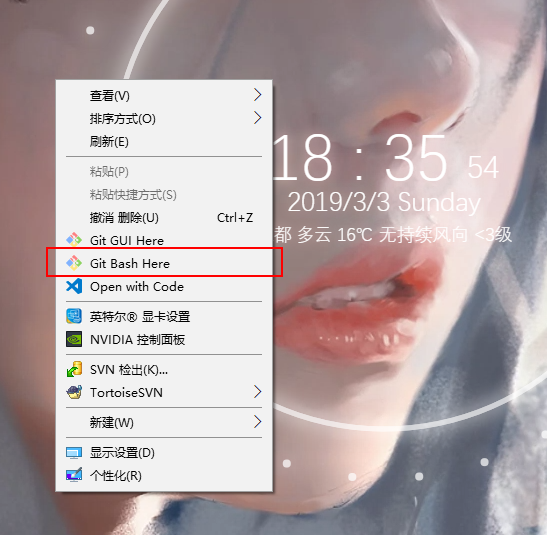 查看(V)
排序方式(O)
刷新(E)
粘贴(P)
粘贴快捷方式(S)
撤消 删除(U) Ctrl+Z
Git GUI Here
Git Bash Here
Open with Code
英特尔® 显卡设置
NVIDIA 控制面板
SVN 检出(K)...
TortoiseSVN
新建(W)
显示设置(D)
个性化(R)
18 : 35 54
2019/3/3 Sunday
都 多云 16℃ 无持续风向 <3级